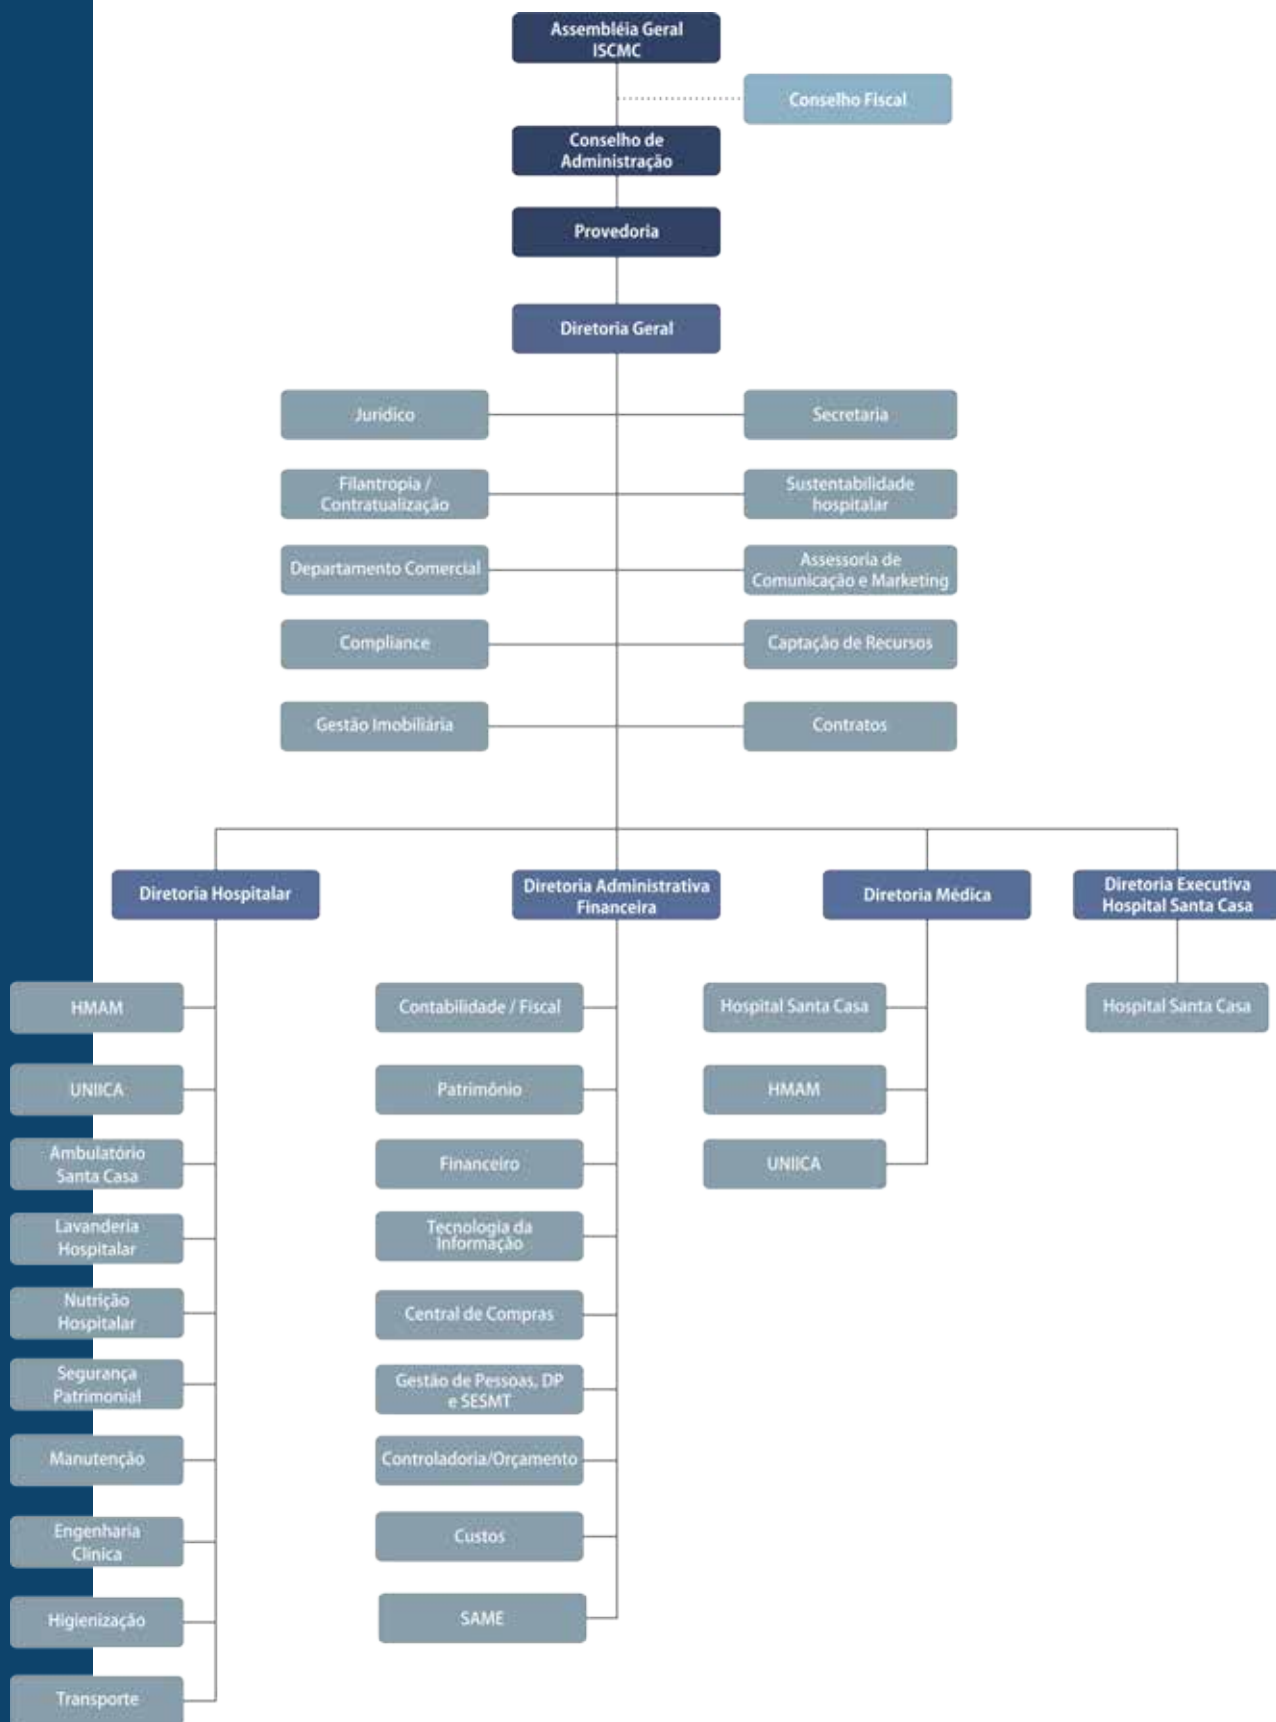 Assembléia Geral
ISCMC
Conselho Fiscal
Conselho de
Administração
Provedoria
Diretoria Geral
Jurídico
Secretaria
Filantropia /
Contratualização
Sustentabilidade
hospitalar
Departamento Comercial
Assessoria de
Comunicação e Marketing
Compliance
Captação de Recursos
Gestão Imobiliária
Contratos
Diretoria Hospitalar
Diretoria Administrativa
Financeira
Diretoria Médica
Diretoria Executiva
Hospital Santa Casa
HMAM
UNIICA
Ambulatório
Santa Casa
Lavanderia
Hospitalar
Nutrição
Hospitalar
Segurança
Patrimonial
Manutenção
Engenharia
Clínica
Higienização
Transporte
Contabilidade / Fiscal
Patrimônio
Financeiro
Tecnologia da
Informação
Central de Compras
Gestão de Pessoas, DP
e SESMT
Controladoria/Orçamento
Custos
SAME
Hospital Santa Casa
HMAM
UNIICA
Hospital Santa Casa